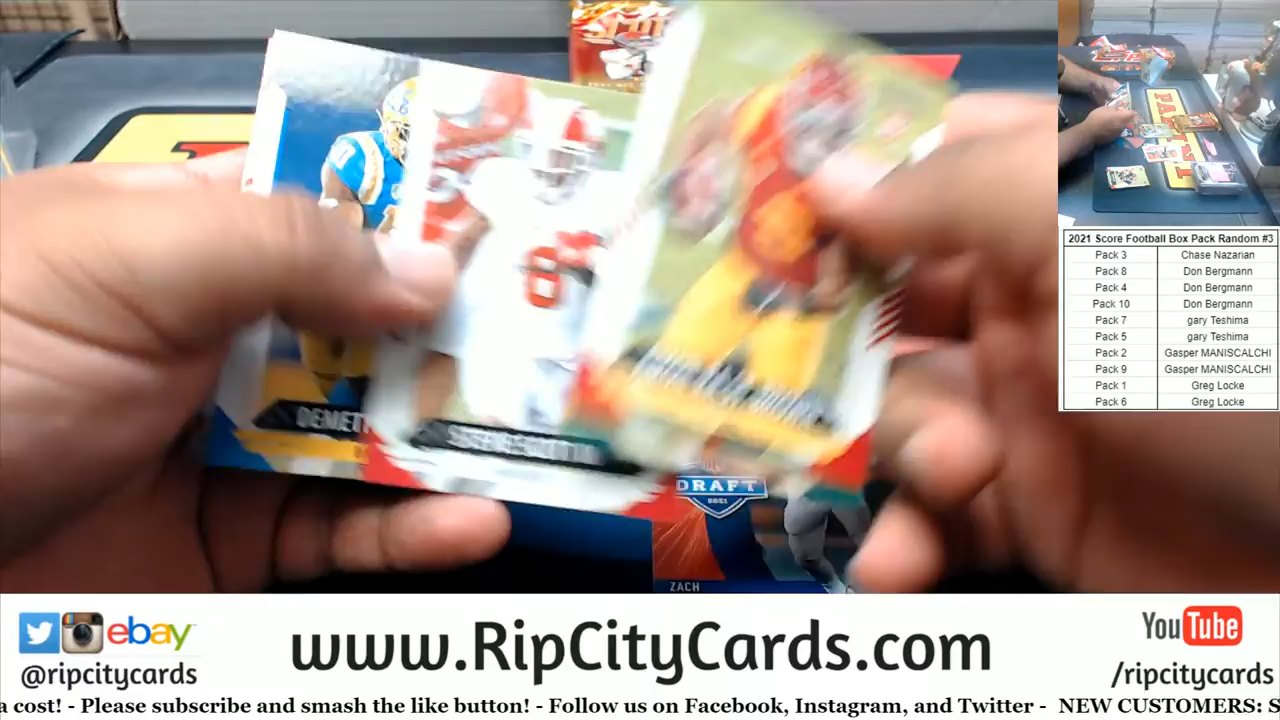 DEMET
DRAFT
2021
ZACH
2021 Score Football Box Pack Random #3
Pack 3 Chase Nazarian
Pack 8 Don Bergmann
Pack 4 Don Bergmann
Pack 10 Don Bergmann
Pack 7 gary Teshima
Pack 5 gary Teshima
Pack 2 Gasper MANISCALCHI
Pack 9 Gasper MANISCALCHI
Pack 1 Greg Locke
Pack 6 Greg Locke
ebay
@ripcitycards
www.RipCityCards.com
YouTube
/ripcitycards
a cost! - Please subscribe and smash the like button! - Follow us on Facebook, Instagram, and Twitter - NEW CUSTOMERS: S